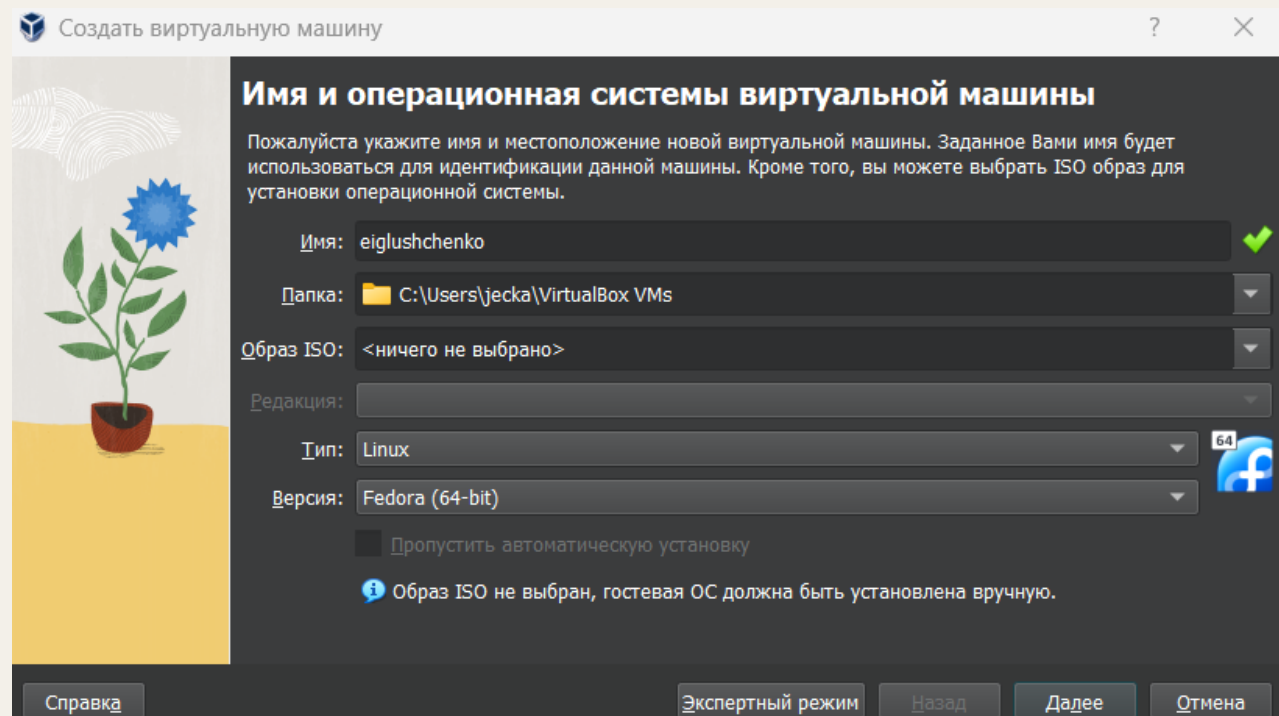 Создать виртуальную машину
?
Имя и операционная системы виртуальной машины
Пожалуйста укажите имя и местоположение новой виртуальной машины. Заданное Вами имя будет
использоваться для идентификации данной машины. Кроме того, вы можете выбрать ISO образ для
установки операционной системы.
Имя: eiglushchenko
Папка: C:\Users\jecka\VirtualBox VMs
Образ ISO: <ничего не выбрано>
Редакция:
Тип: Linux
64
Версия: Fedora (64-bit)
Пропустить автоматическую установку
Образ ISO не выбран, гостевая ОС должна быть установлена вручную.
Справка Экспертный режим Назад Далее Отмена